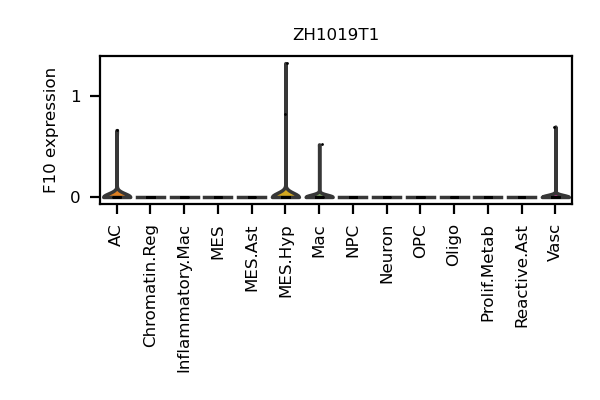 ZH1019T1
F10 expression
1
0
AC
Chromatin.Reg
Inflammatory.Mac
MES
MES.Ast
MES.Hyp
Mac
NPC
Neuron
OPC
Oligo
Prolif.Metab
Reactive.Ast
Vasc